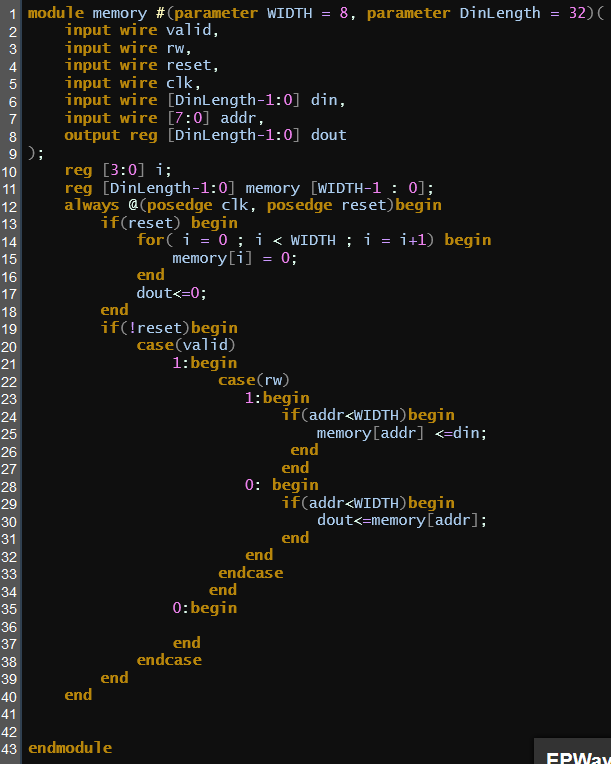 1 module memory #(parameter WIDTH = 8, parameter DinLength = 32)(
2     input wire valid,
3     input wire rw,
4     input wire reset,
5     input wire clk,
6     input wire [DinLength-1:0] din,
7     input wire [7:0] addr,
8     output reg [DinLength-1:0] dout
9 );
10     reg [3:0] i;
11     reg [DinLength-1:0] memory [WIDTH-1 : 0];
12     always @(posedge clk, posedge reset)begin
13         if(reset) begin
14             for( i = 0 ; i < WIDTH ; i = i+1) begin
15                 memory[i] = 0;
16             end
17             dout<=0;
18         end
19         if(!reset)begin
20             case(valid)
21                 1:begin
22                      case(rw)
23                         1:begin
24                             if(addr<WIDTH)begin
25                                 memory[addr] <=din;
26                              end
27                             end
28                         0: begin
29                             if(addr<WIDTH)begin
30                                 dout<=memory[addr];
31                             end
32                         end
33                      endcase
34                     end
35                 0:begin
36
37                 end
38             endcase
39         end
40     end
41
42
43 endmodule